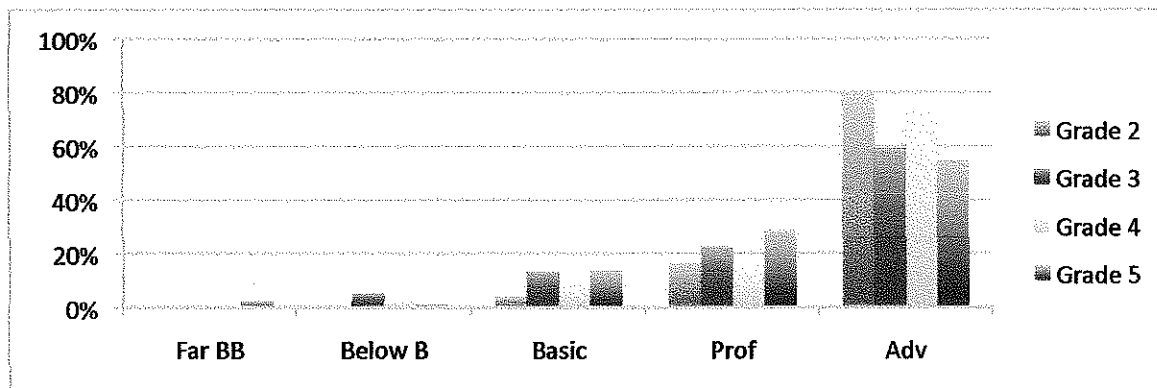 100%
80%
60%
40%
20%
0%
Far BB
Below B
Basic
Prof
Adv
Grade 2
Grade 3
Grade 4
Grade 5